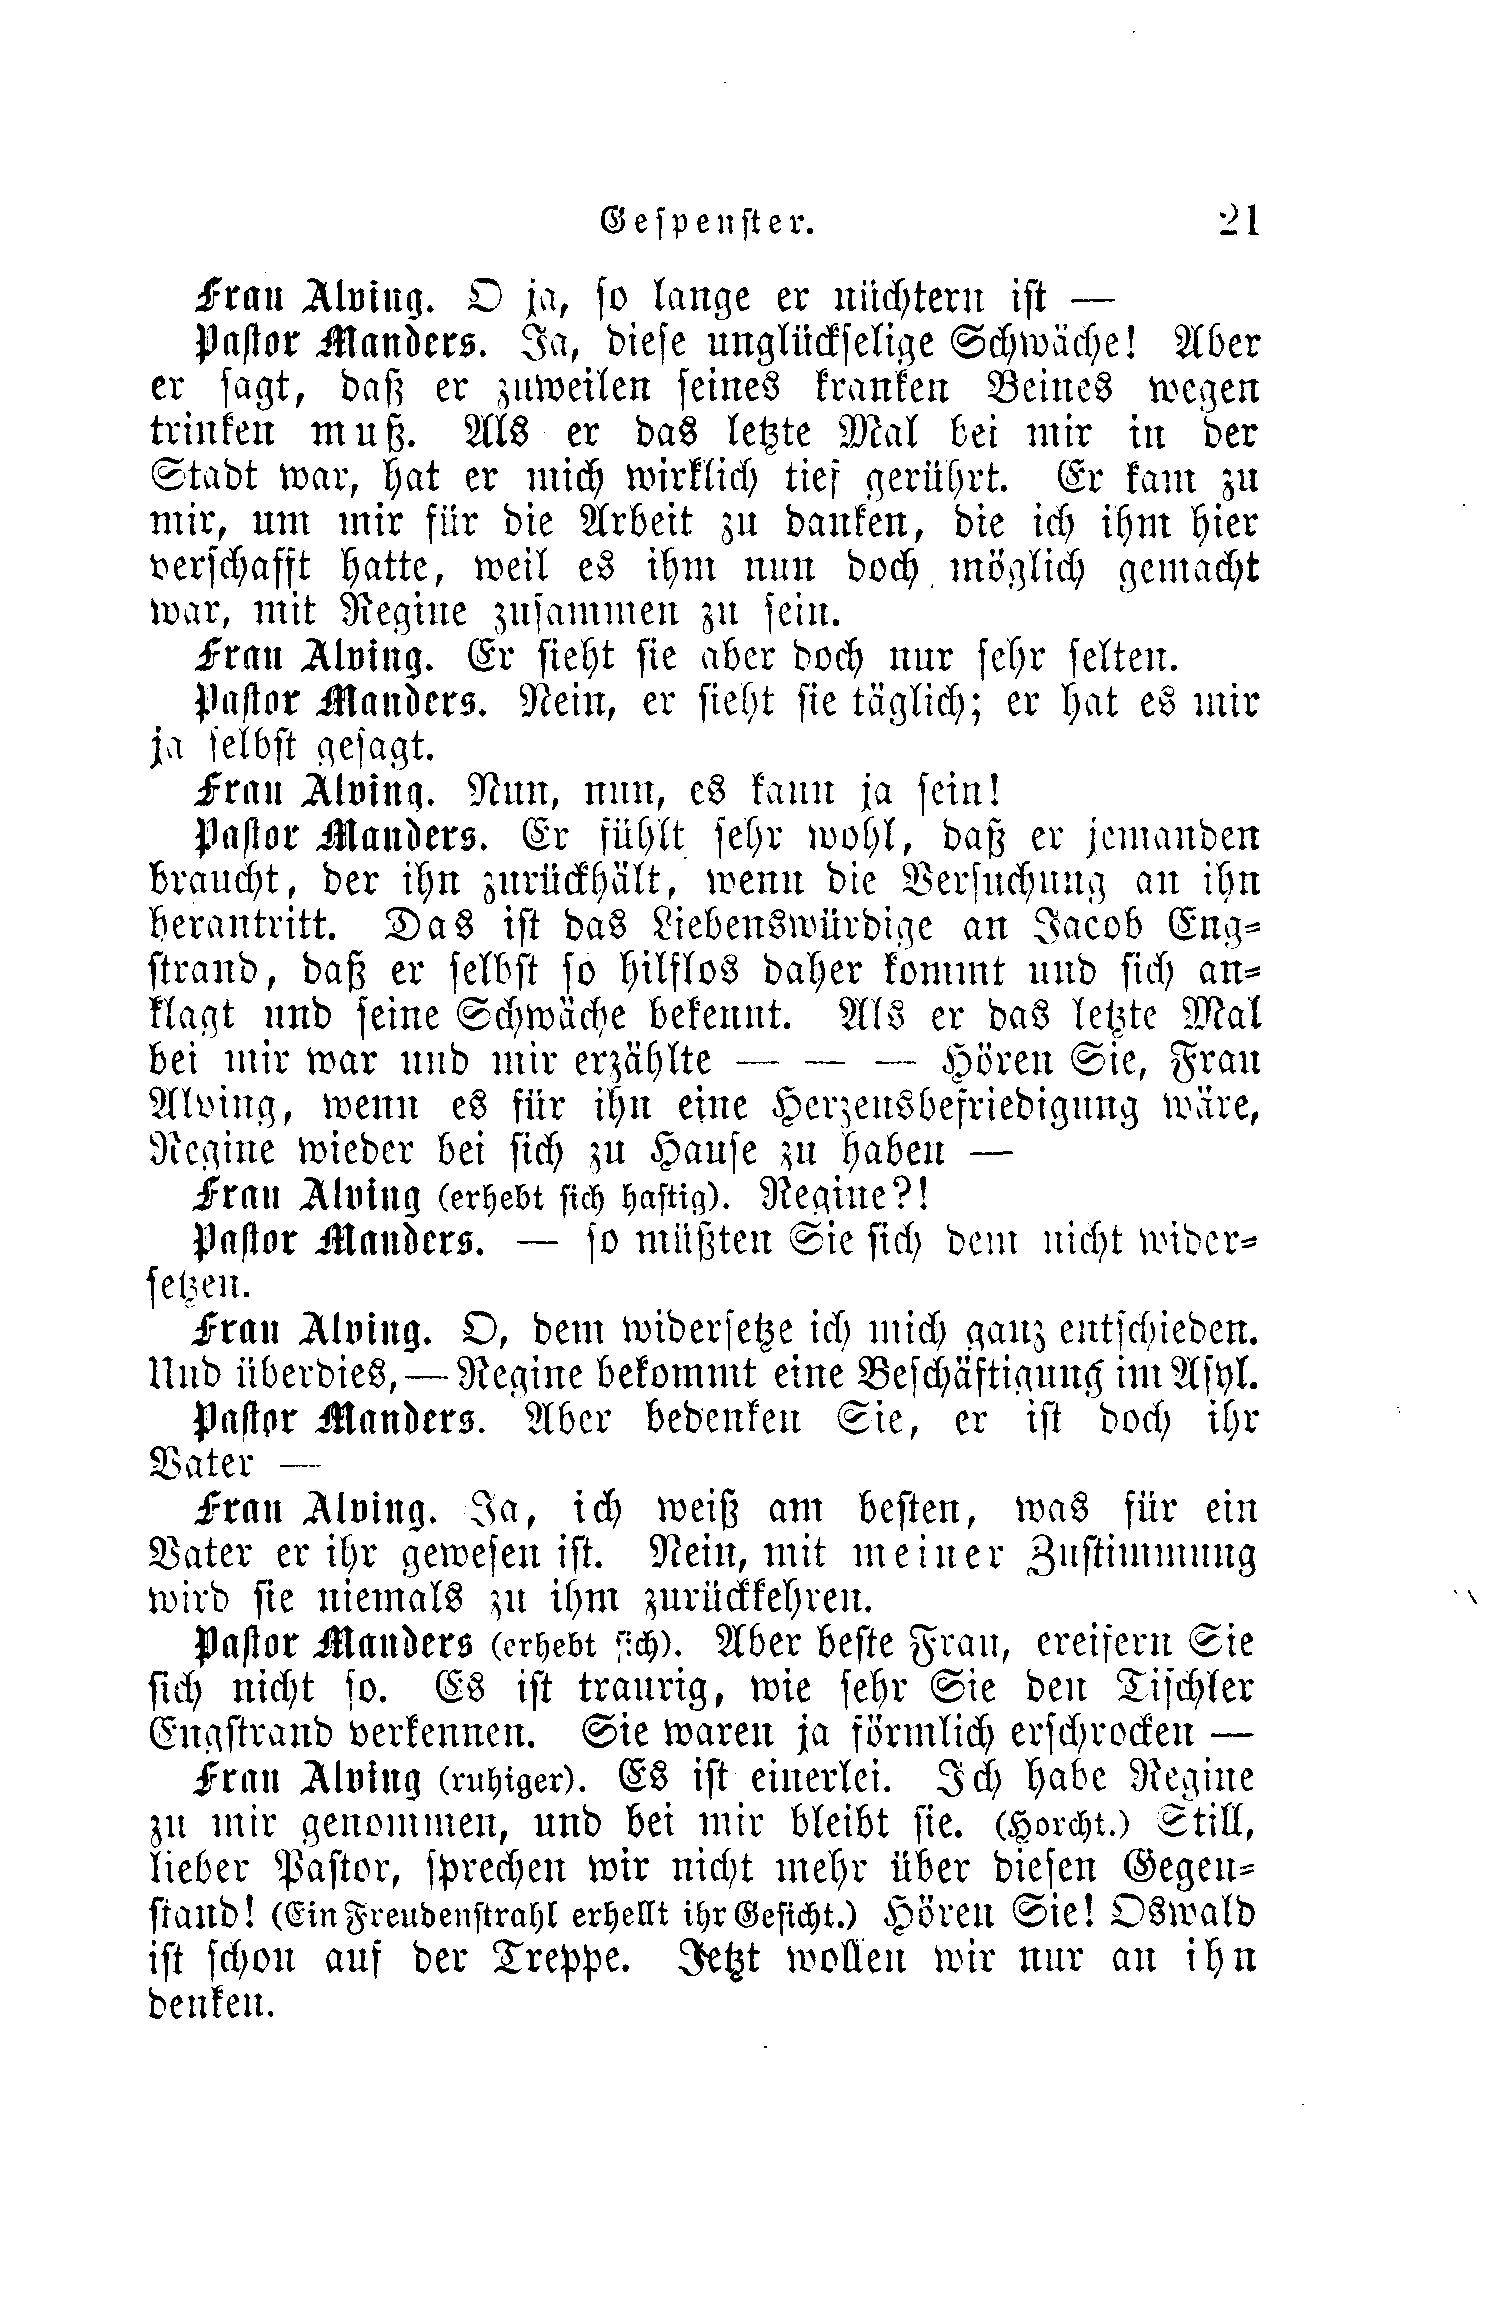 Gespenster. 21
Frau Alving. O ja, so lange er nüchtern ist —
Pastor Manders. Ja, diese unglückselige Schwäche! Aber
er sagt, daß er zuweilen seines kranken Beines wegen
trinken muß. Als er das letzte Mal bei mir in der
Stadt war, hat er mich wirklich tief gerührt. Er kam zu
mir, um mir für die Arbeit zu danken, die ich ihm hier
verschafft hatte, weil es ihm nun doch möglich gemacht
war, mit Regine zusammen zu sein.
Frau Alving. Er sieht sie aber doch nur sehr selten.
Pastor Manders. Nein, er sieht sie täglich; er hat es mir
ja selbst gesagt.
Frau Alving. Nun, nun, es kann ja sein!
Pastor Manders. Er fühlt sehr wohl, daß er jemanden
braucht, der ihn zurückhält, wenn die Versuchung an ihn
herantritt. Das ist das Liebenswürdige an Jacob Eng-
strand, daß er selbst so hilflos daher kommt und sich an-
klagt und seine Schwäche bekennt. Als er das letzte Mal
bei mir war und mir erzählte — — — Hören Sie, Frau
Alving, wenn es für ihn eine Herzensbefriedigung wäre,
Regine wieder bei sich zu Hause zu haben —
Frau Alving (erhebt sich hastig). Regine?!
Pastor Manders. — so müßten Sie sich dem nicht wider-
setzen.
Frau Alving. O, dem widersetze ich mich ganz entschieden.
Und überdies, — Regine bekommt eine Beschäftigung im Asyl.
Pastor Manders. Aber bedenken Sie, er ist doch ihr
Vater —
Frau Alving. Ja, ich weiß am besten, was für ein
Vater er ihr gewesen ist. Nein, mit meiner Zustimmung
wird sie niemals zu ihm zurückkehren.
Pastor Manders (erhebt sich). Aber beste Frau, ereifern Sie
sich nicht so. Es ist traurig, wie sehr Sie den Tischler
Engstrand verkennen. Sie waren ja förmlich erschrocken —
Frau Alving (ruhiger). Es ist einerlei. Ich habe Regine
zu mir genommen, und bei mir bleibt sie. (Horcht.) Still,
lieber Pastor, sprechen wir nicht mehr über diesen Gegen-
stand! (Ein Freudenstrahl erhellt ihr Gesicht.) Hören Sie! Oswald
ist schon auf der Treppe. Jetzt wollen wir nur an ihn
denken.